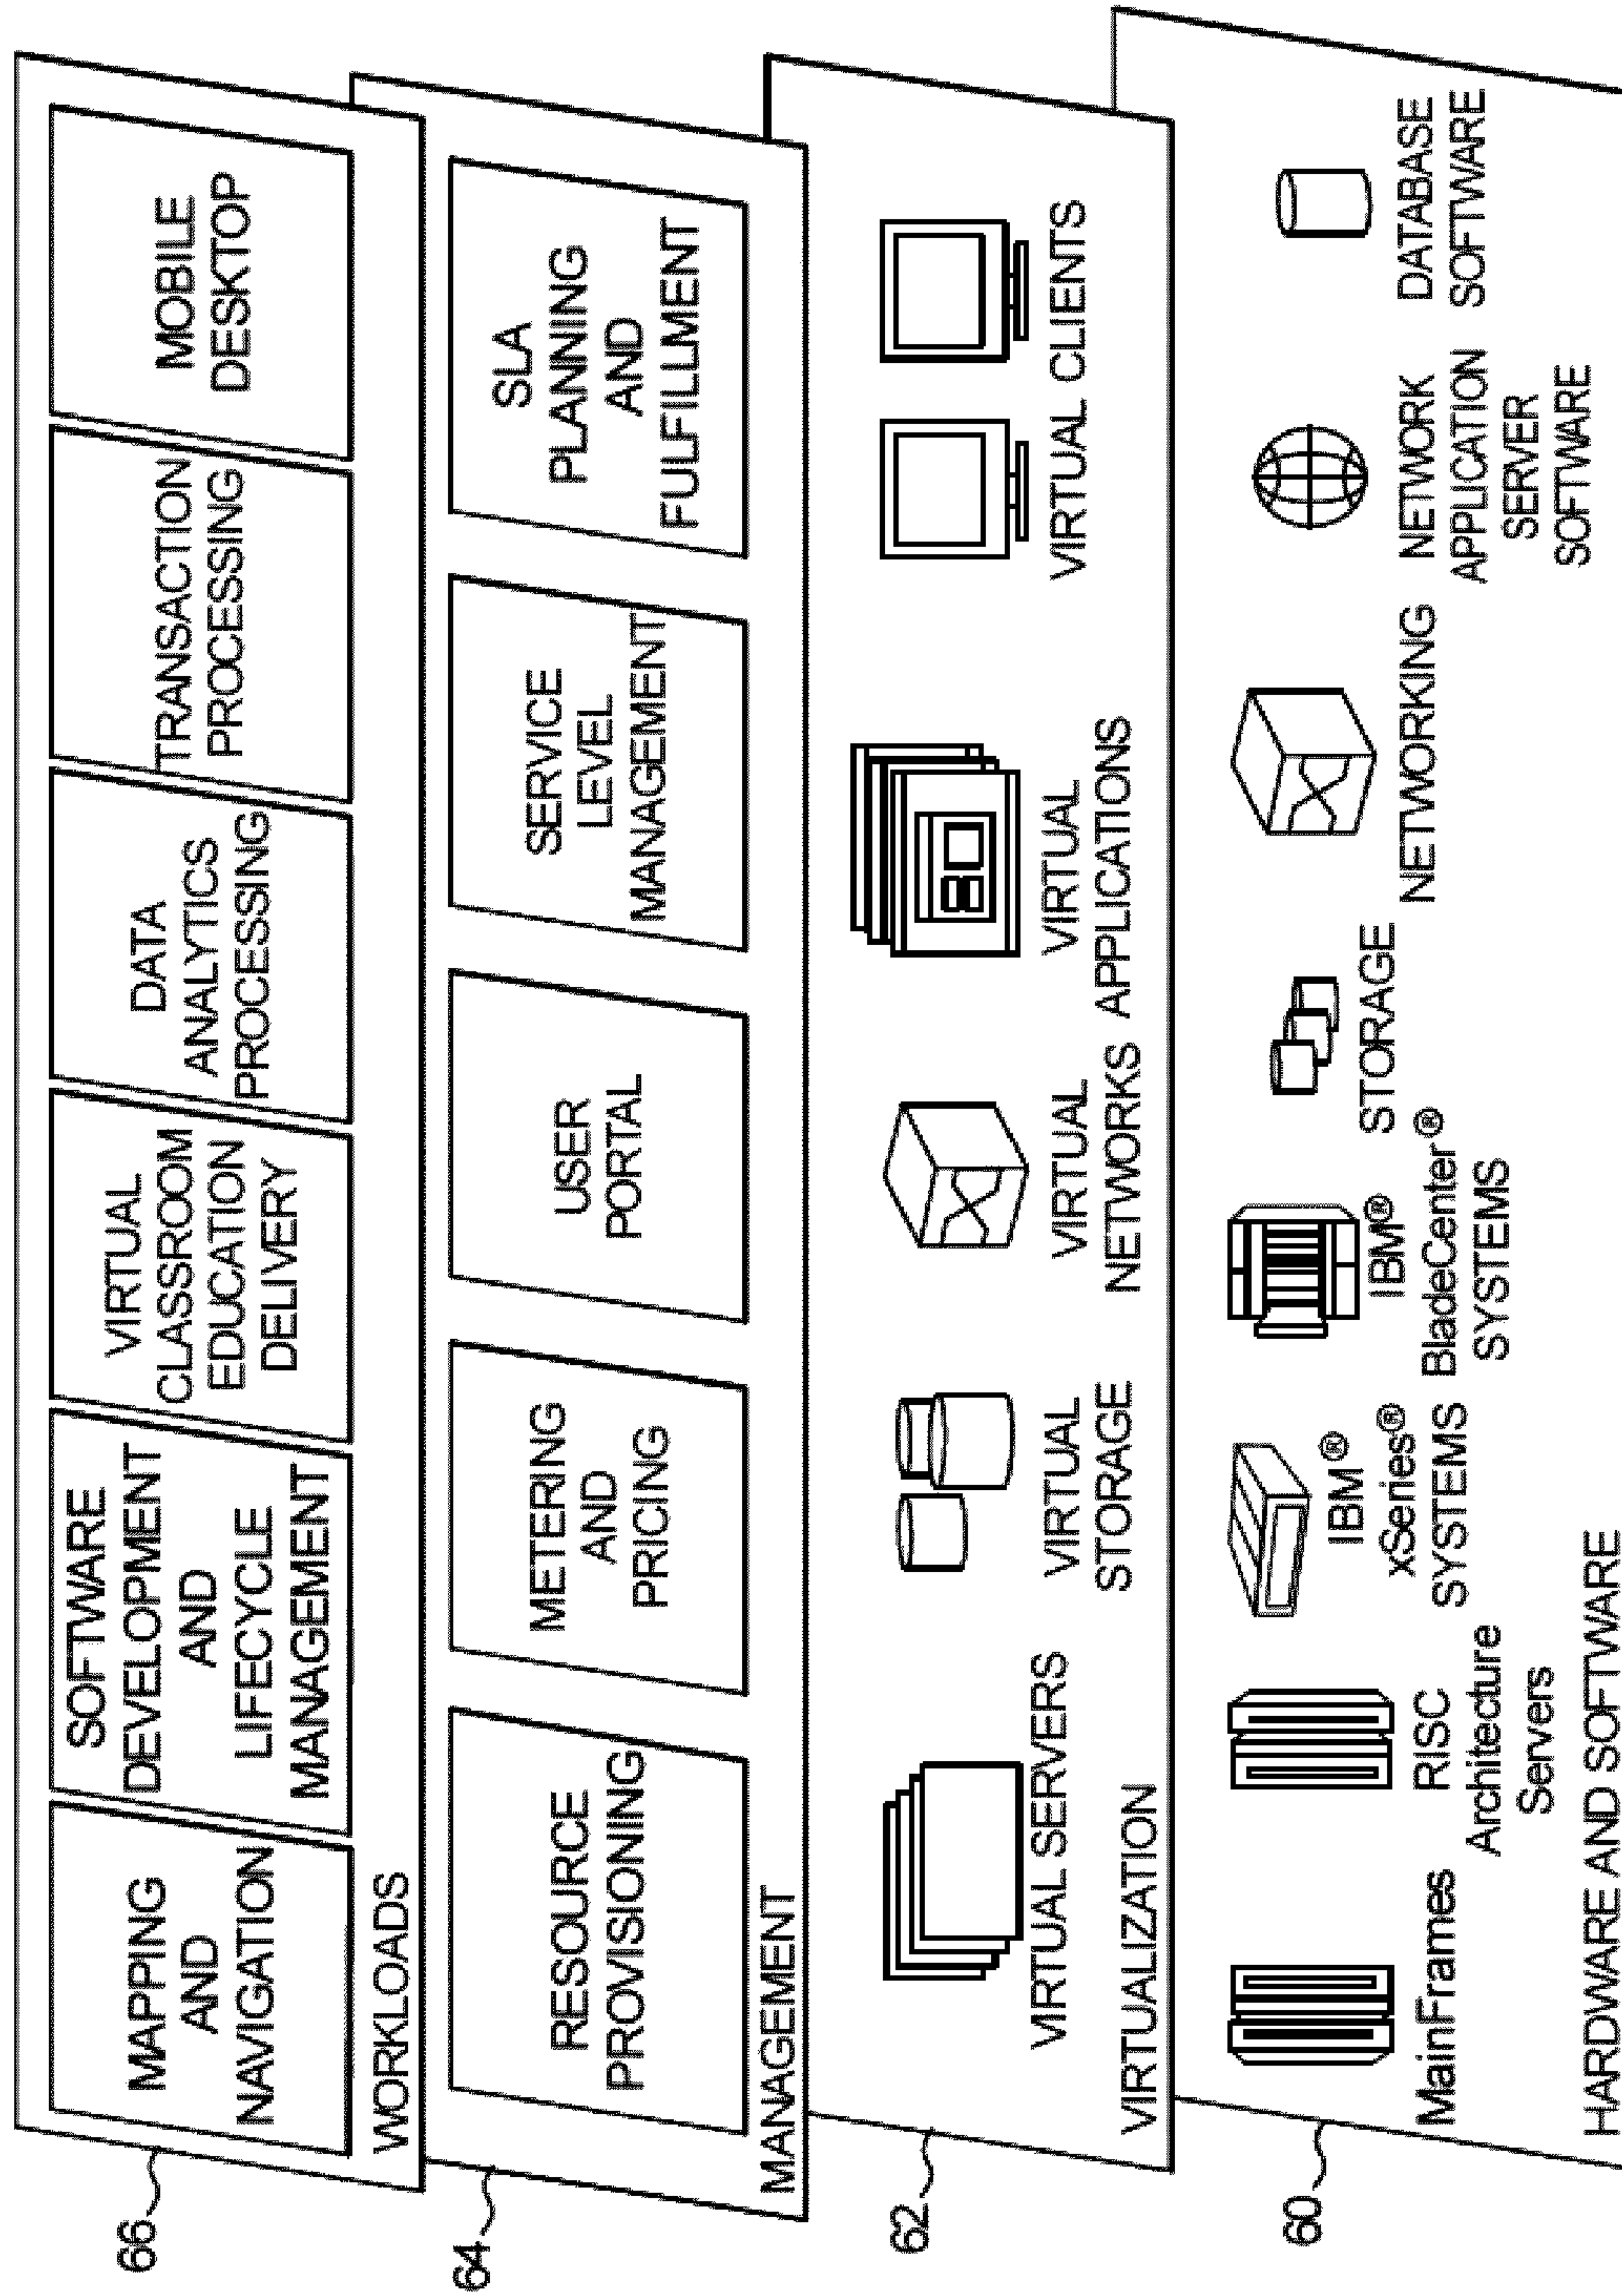 66
MAPPING
AND
NAVIGATION
SOFTWARE
DEVELOPMENT
AND
LIFECYCLE
MANAGEMENT
VIRTUAL
CLASSROOM
EDUCATION
DELIVERY
DATA
ANALYTICS
PROCESSING
TRANSACTION
PROCESSING
MOBILE
DESKTOP
WORKLOADS
64
RESOURCE
PROVISIONING
METERING
AND
PRICING
USER
PORTAL
SERVICE
LEVEL
MANAGEMENT
SLA
PLANNING
AND
FULFILLMENT
MANAGEMENT
62
VIRTUAL SERVERS
VIRTUAL
STORAGE
VIRTUAL
NETWORKS
VIRTUAL
APPLICATIONS
VIRTUAL CLIENTS
VIRTUALIZATION
60
MainFrames
RISC
Architecture
Servers
IBM®
xSeries®
SYSTEMS
IBM®
BladeCenter®
SYSTEMS
STORAGE
NETWORKING
NETWORK
APPLICATION
SERVER
SOFTWARE
DATABASE
SOFTWARE
HARDWARE AND SOFTWARE